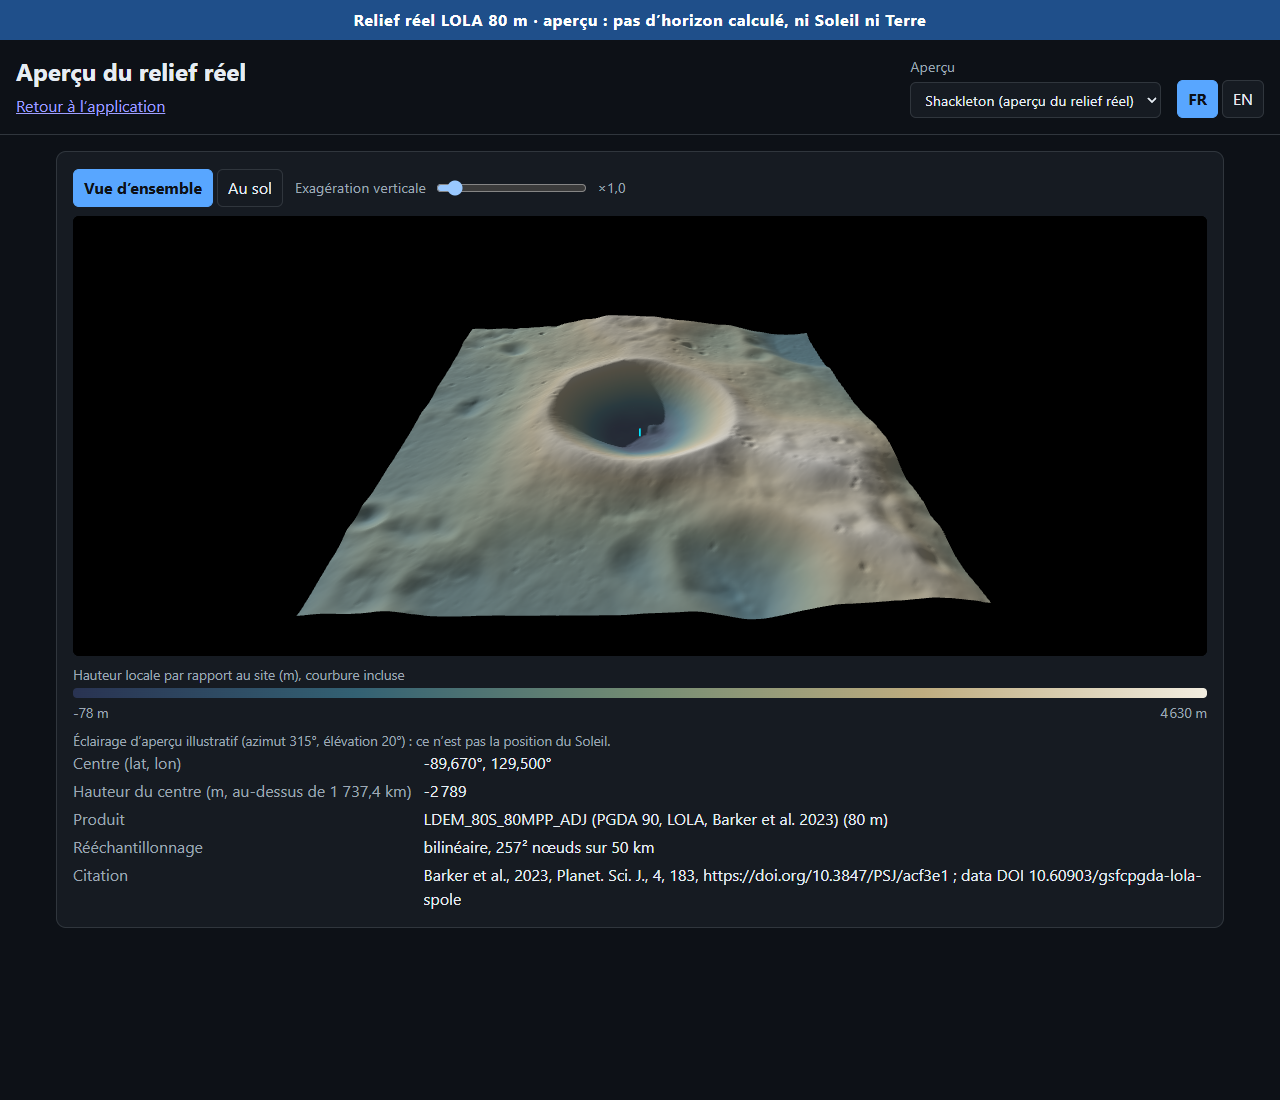 Relief réel LOLA 80 m · aperçu : pas d’horizon calculé, ni Soleil ni Terre
Aperçu du relief réel
Retour à l’application
Aperçu
Shackleton (aperçu du relief réel)
FR
EN
Vue d’ensemble
Au sol
Exagération verticale
×1,0
Hauteur locale par rapport au site (m), courbure incluse
-78 m
4 630 m
Éclairage d’aperçu illustratif (azimut 315°, élévation 20°) : ce n’est pas la position du Soleil.
Centre (lat, lon)
-89,670°, 129,500°
Hauteur du centre (m, au-dessus de 1 737,4 km)
-2 789
Produit
LDEM_80S_80MPP_ADJ (PGDA 90, LOLA, Barker et al. 2023) (80 m)
Rééchantillonnage
bilinéaire, 257² nœuds sur 50 km
Citation
Barker et al., 2023, Planet. Sci. J., 4, 183, https://doi.org/10.3847/PSJ/acf3e1 ; data DOI 10.60903/gsfcpgda-lola-
spole